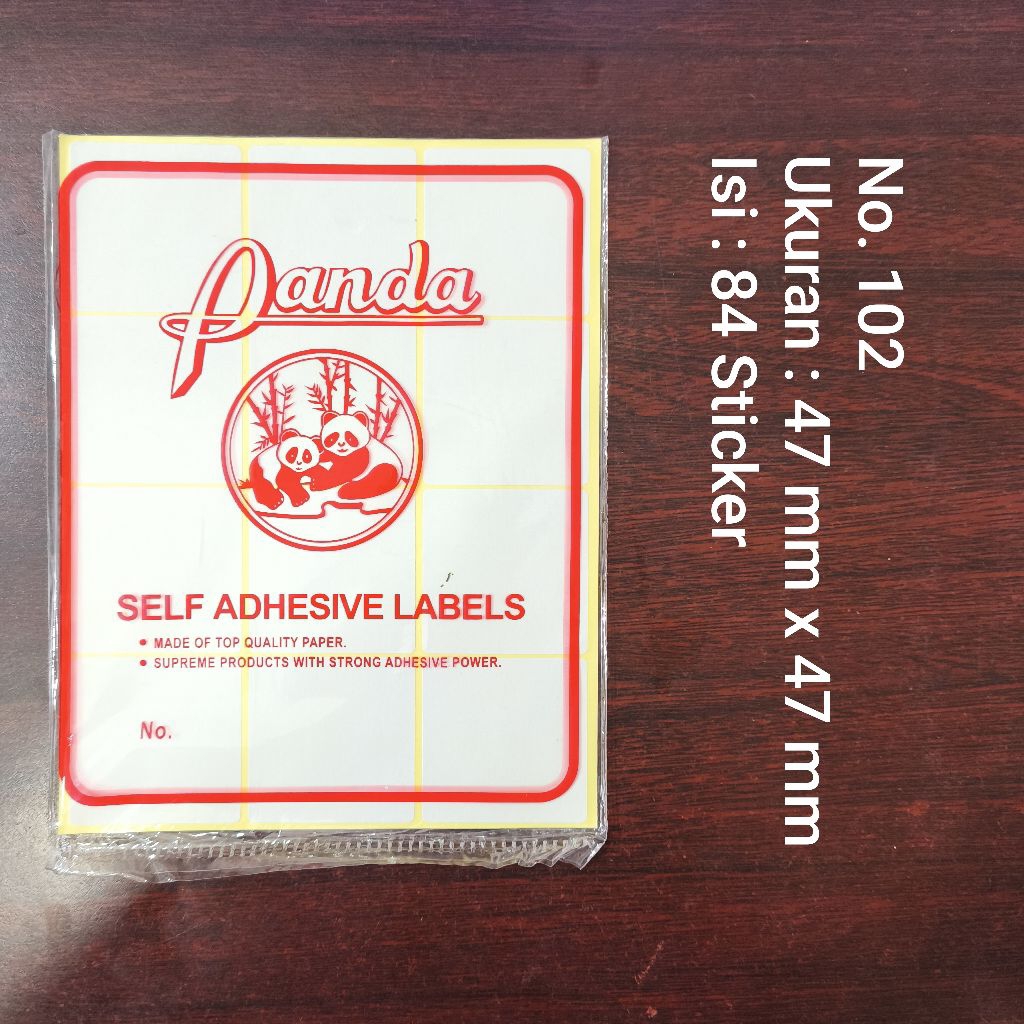 Panda
SELF ADHESIVE LABELS
• MADE OF TOP QUALITY PAPER.
• SUPREME PRODUCTS WITH STRONG ADHESIVE POWER.
No.
No. 102
Ukuran : 47 mm x 47 mm
Isi : 84 Sticker